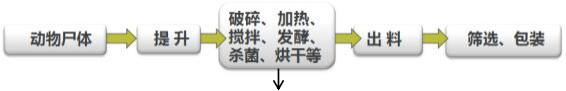 动物尸体
提升
破碎、加热、
搅拌、发酵、
杀菌、烘干等
出料
筛选、包装